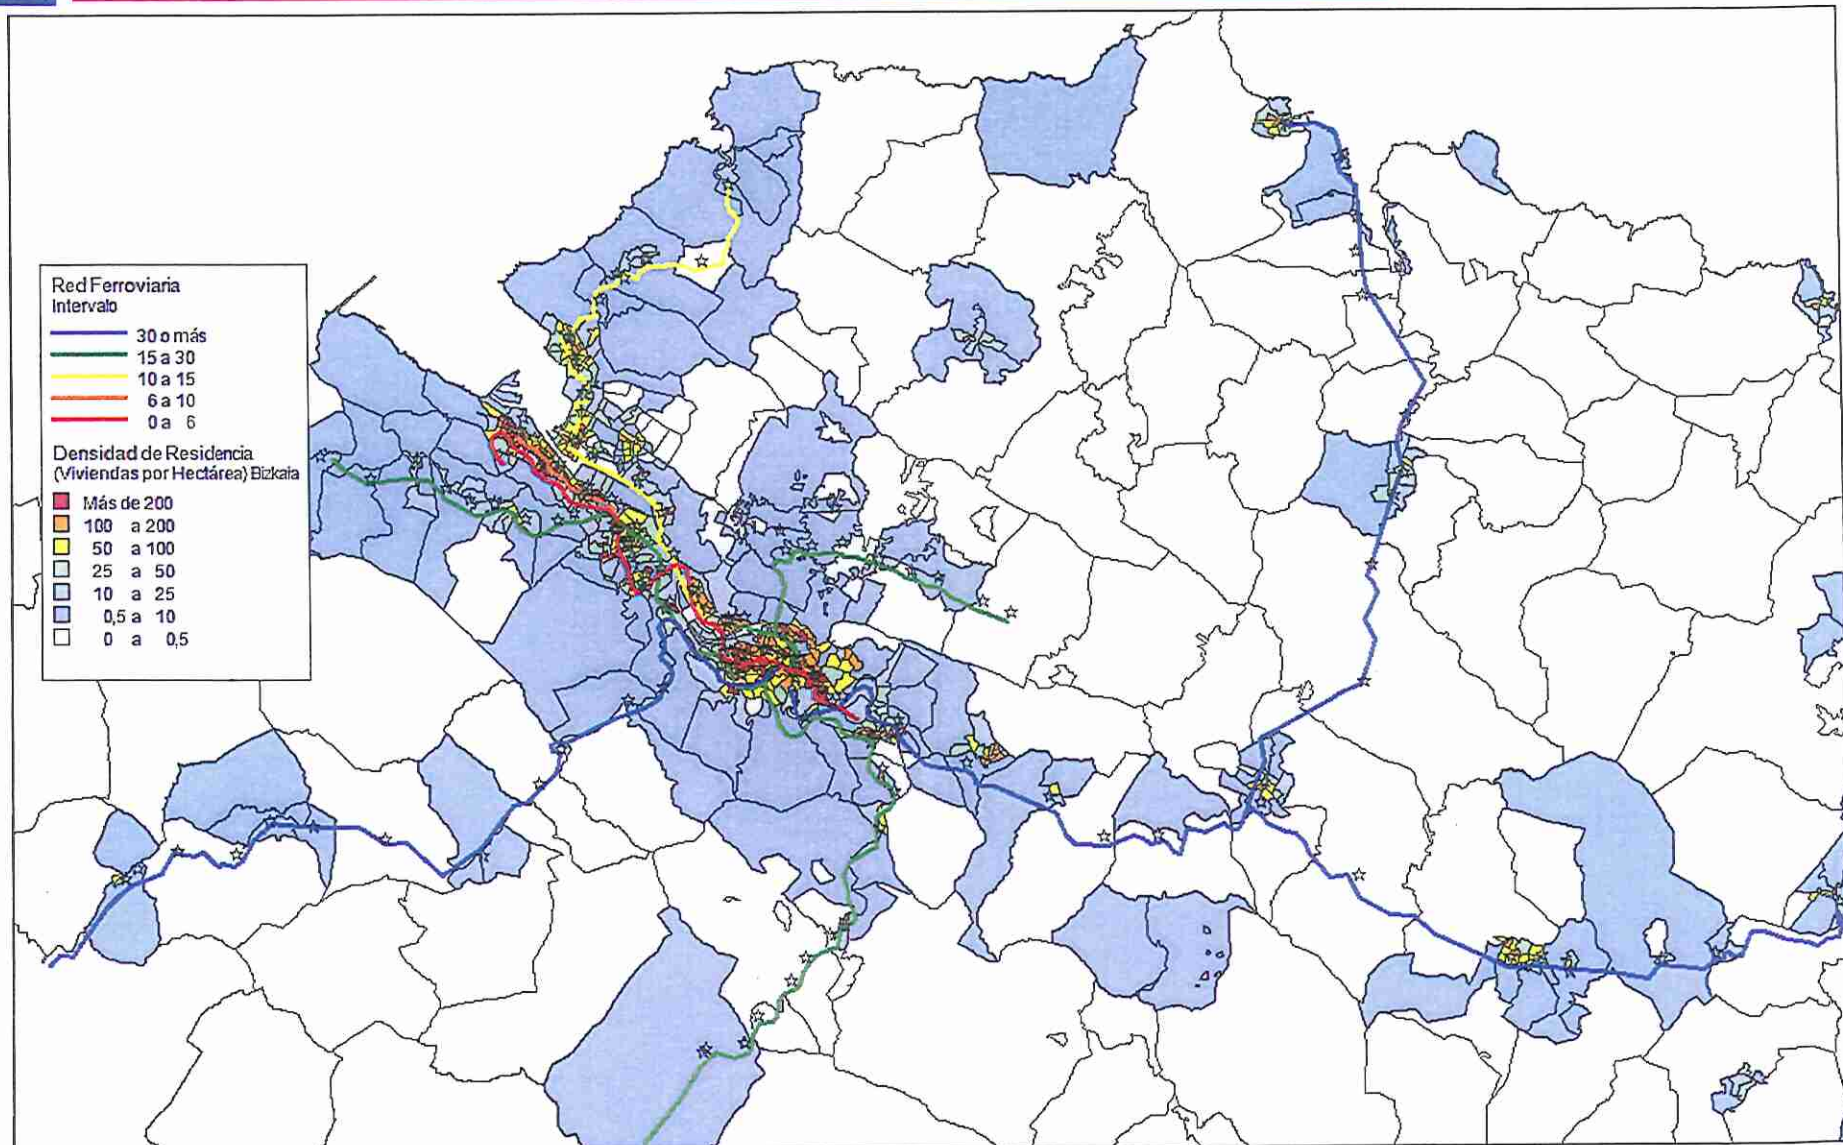 Red Ferroviaria
Intervalo
30 o más
15 a 30
10 a 15
6 a 10
0 a 6
Densidad de Residencia
(Viviendas por Hectárea) Bizkaia
Más de 200
100 a 200
50 a 100
25 a 50
10 a 25
0,5 a 10
0 a 0,5